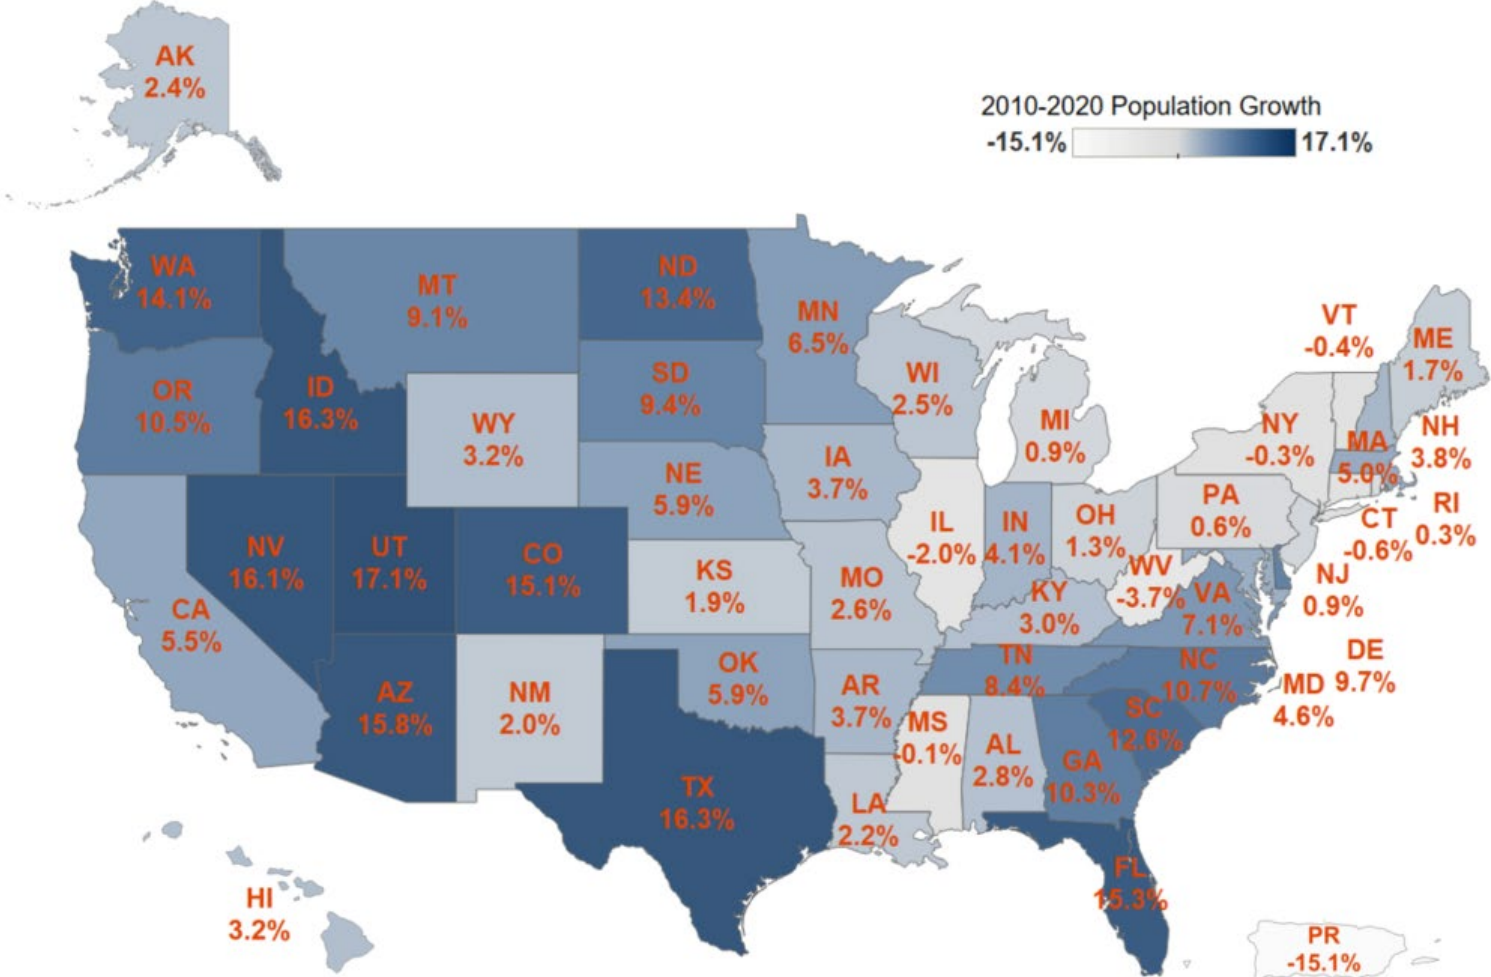 AK
2.4%
2010-2020 Population Growth
-15.1% 17.1%
WA
14.1%
MT
9.1%
ND
13.4%
MN
6.5%
VT
-0.4%
ME
1.7%
OR
10.5%
ID
16.3%
WY
3.2%
SD
9.4%
WI
2.5%
MI
0.9%
NY
-0.3%
MA
5.0%
NH
3.8%
NE
5.9%
IA
3.7%
IL
-2.0%
IN
4.1%
OH
1.3%
PA
0.6%
CT
-0.6%
RI
0.3%
NV
16.1%
UT
17.1%
CO
15.1%
KS
1.9%
MO
2.6%
KY
3.0%
WV
-3.7%
VA
7.1%
NJ
0.9%
CA
5.5%
AZ
15.8%
NM
2.0%
OK
5.9%
AR
3.7%
TN
8.4%
NC
10.7%
DE
9.7%
MD
4.6%
SC
12.6%
MS
-0.1%
AL
2.8%
GA
10.3%
TX
16.3%
LA
2.2%
FL
15.3%
HI
3.2%
PR
-15.1%